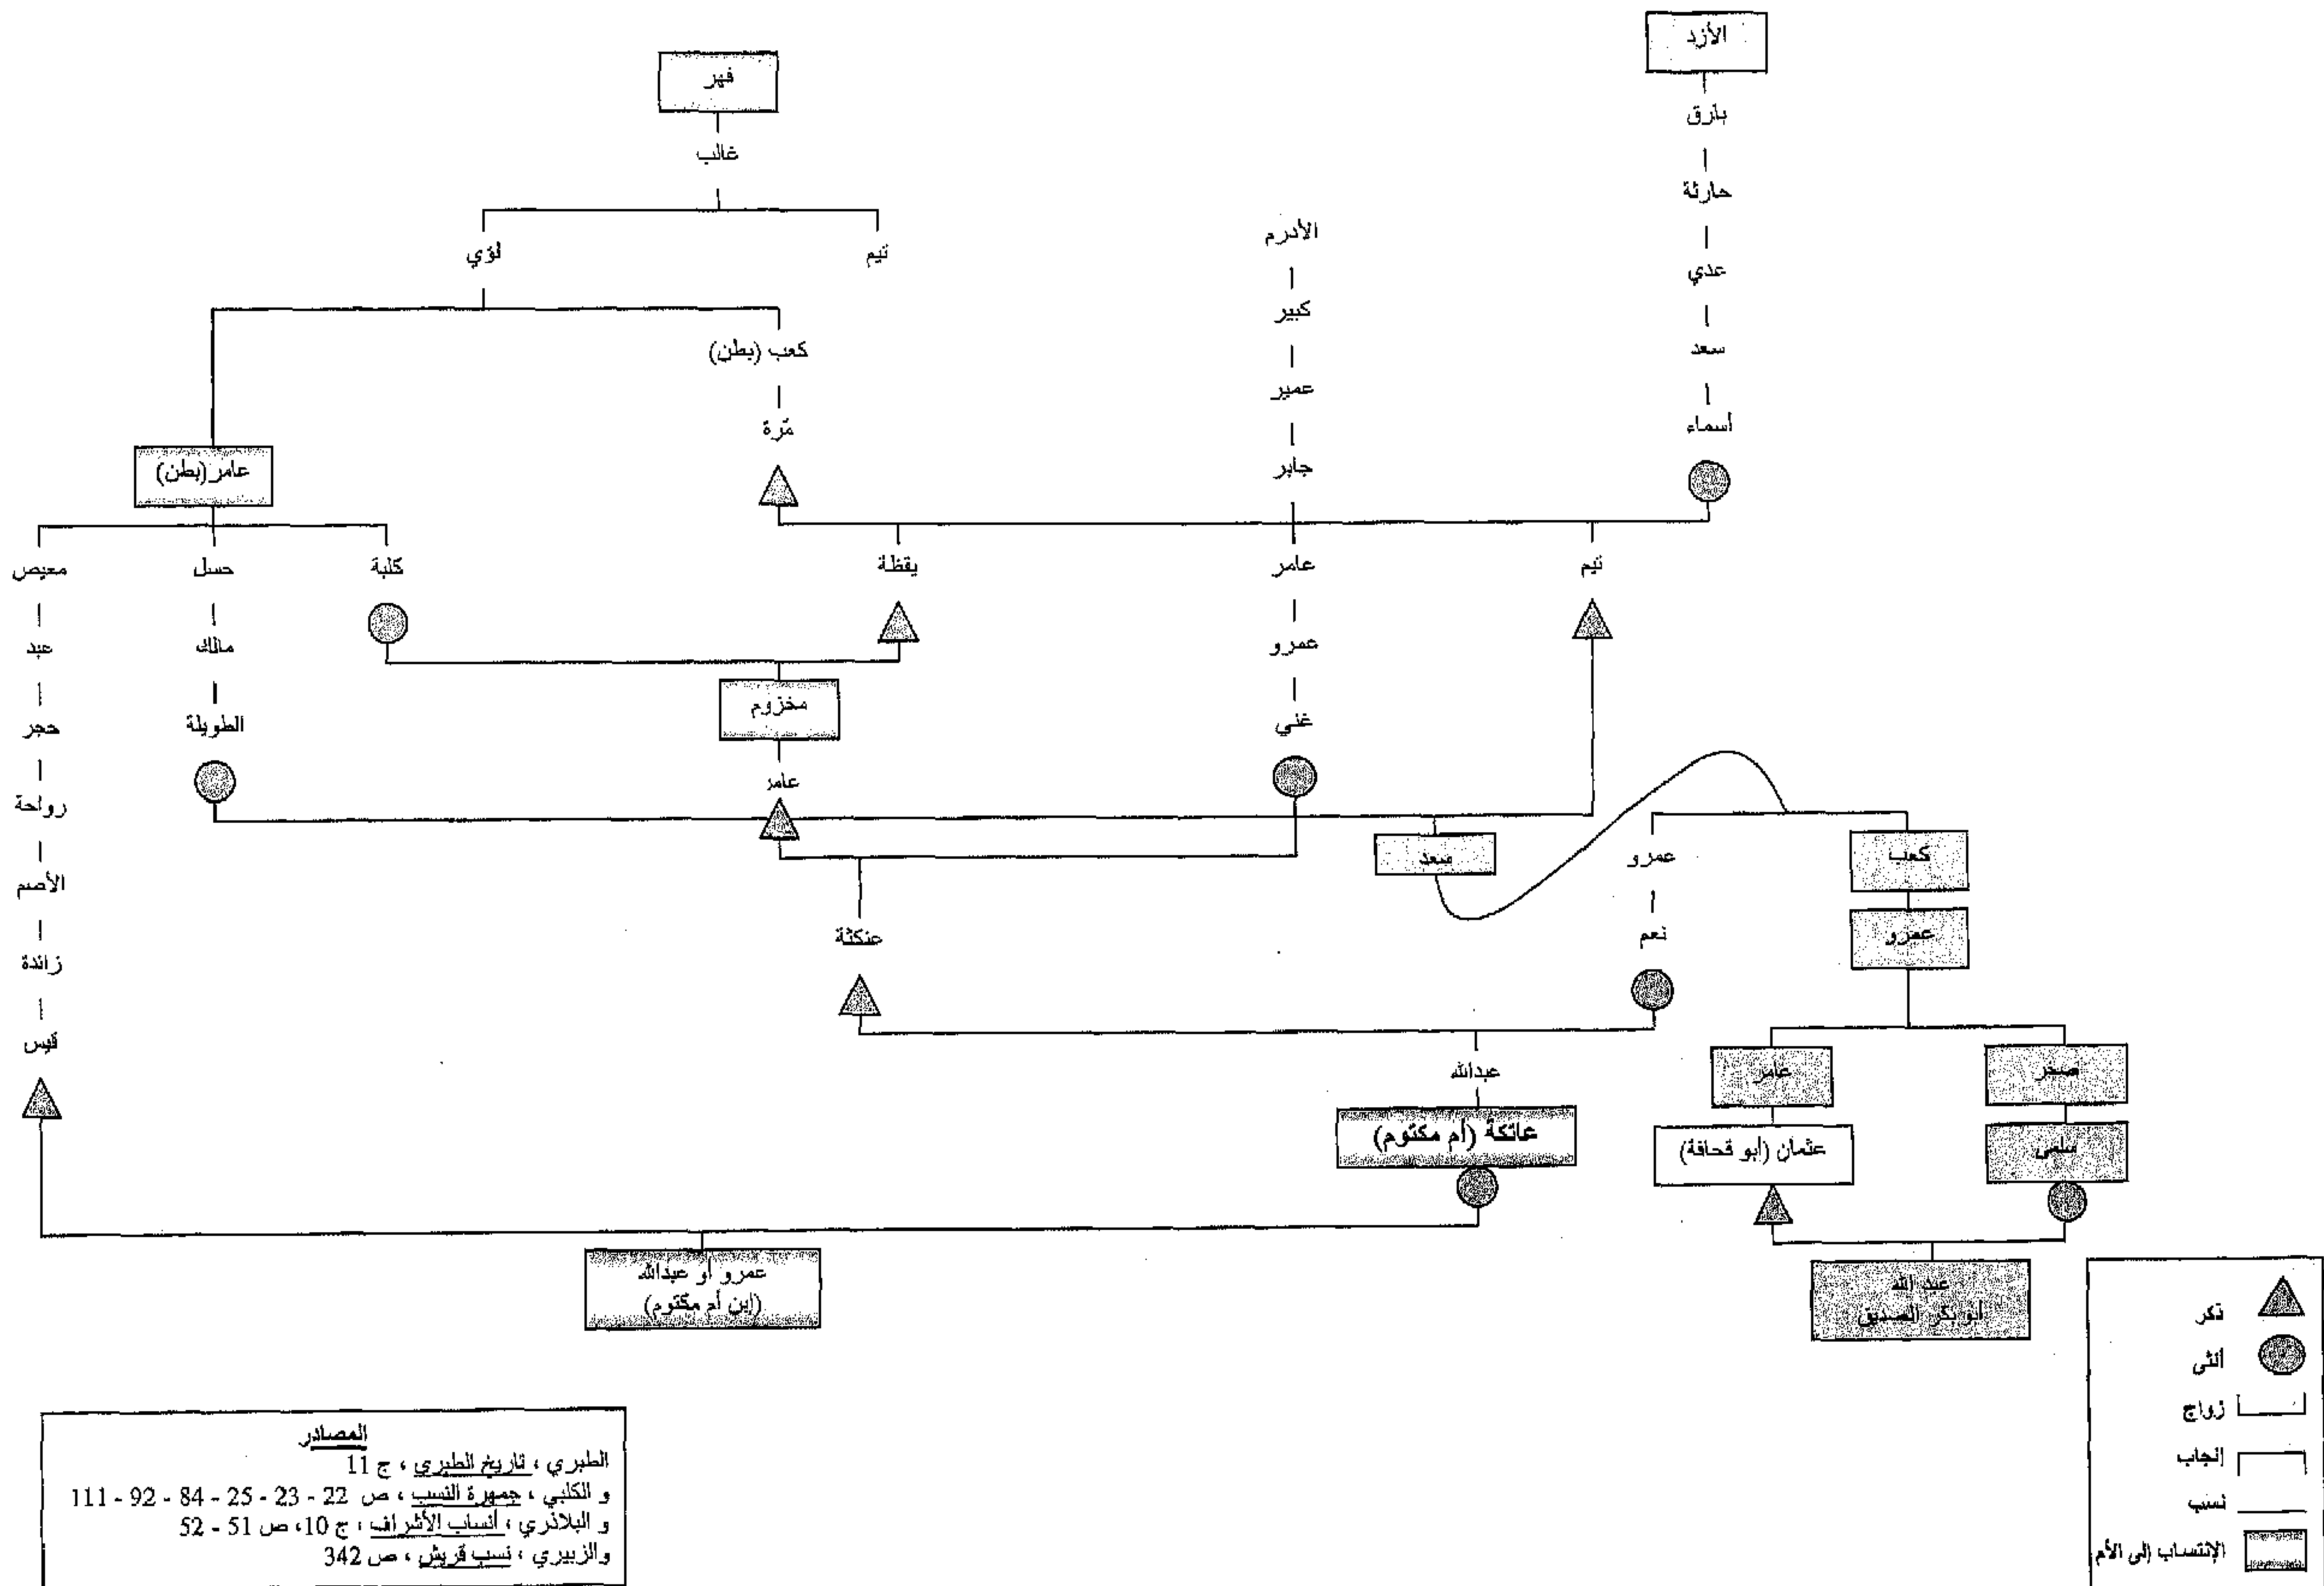 الأزد
فهر
بارق
غالب
حارثة
الأدرم
تيم
لؤي
عدي
كبير
سعد
كعب (بطن)
عمير
أسماء
مُرة
جابر
عامر (بطن)
تيم
عامر
يقظة
كلبة
حسل
معيص
عمرو
مالك
عبد
غني
مخزوم
الطويلة
حجر
عامر
رواحة
كعب
عمرو
سعد
الأصم
عمرو
نعم
عنكثة
زائدة
قيس
صخر
عامر
عبدالله
سلمى
عثمان (أبو قحافة)
عاتكة (أم مكتوم)
عبد الله
أبو بكر الصديق
عمرو أو عبدالله
(إبن أم مكتوم)
ذكر
أنثى
زواج
إنجاب
نسب
الإنتساب إلى الأم
المصادر
الطبري ، تاريخ الطبري ، ج 11
و الكلبي ، جمهرة النسب ، ص 22 - 23 - 25 - 84 - 92 - 111
و البلاذري ، أنساب الأشراف ، ج 10، ص 51 - 52
والزبيري ، نسب قريش ، ص 342